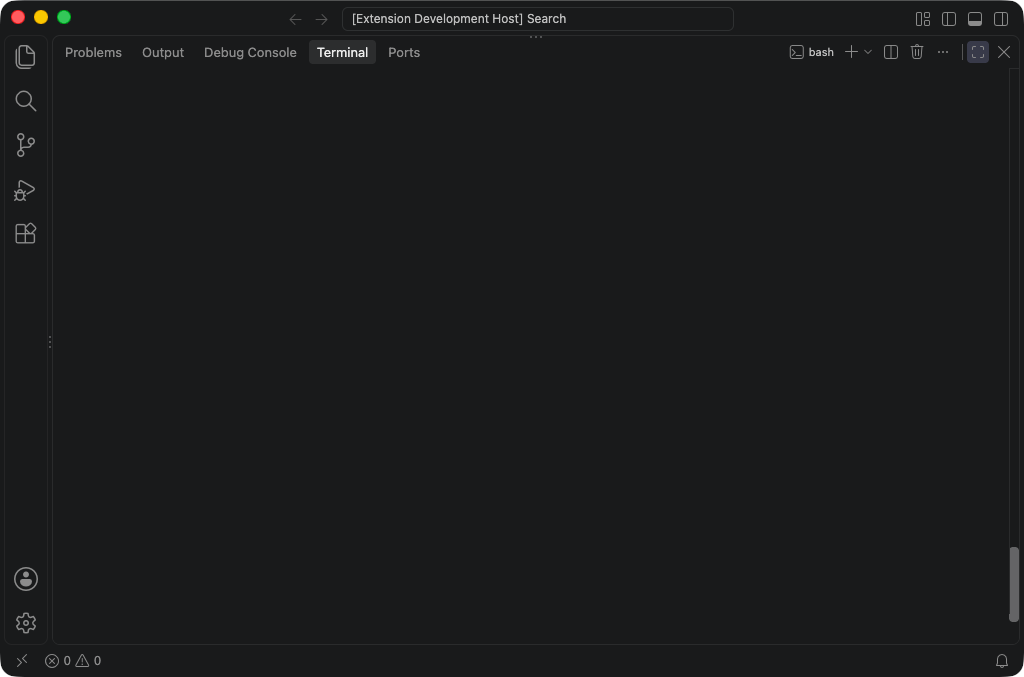 [Extension Development Host] Search
Problems Output Debug Console Terminal Ports bash
0 0